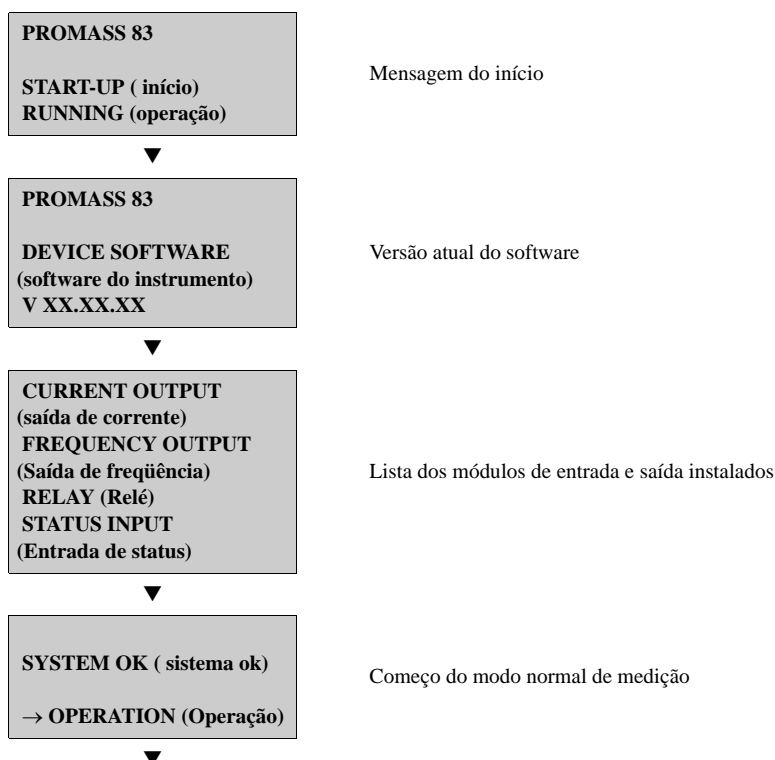 PROMASS 83
START-UP ( início)
RUNNING (operação)
Mensagem do início
PROMASS 83
DEVICE SOFTWARE
(software do instrumento)
V XX.XX.XX
Versão atual do software
CURRENT OUTPUT
(saída de corrente)
FREQUENCY OUTPUT
(Saída de freqüência)
RELAY (Relé)
STATUS INPUT
(Entrada de status)
Lista dos módulos de entrada e saída instalados
SYSTEM OK ( sistema ok)
→ OPERATION (Operação)
Começo do modo normal de medição